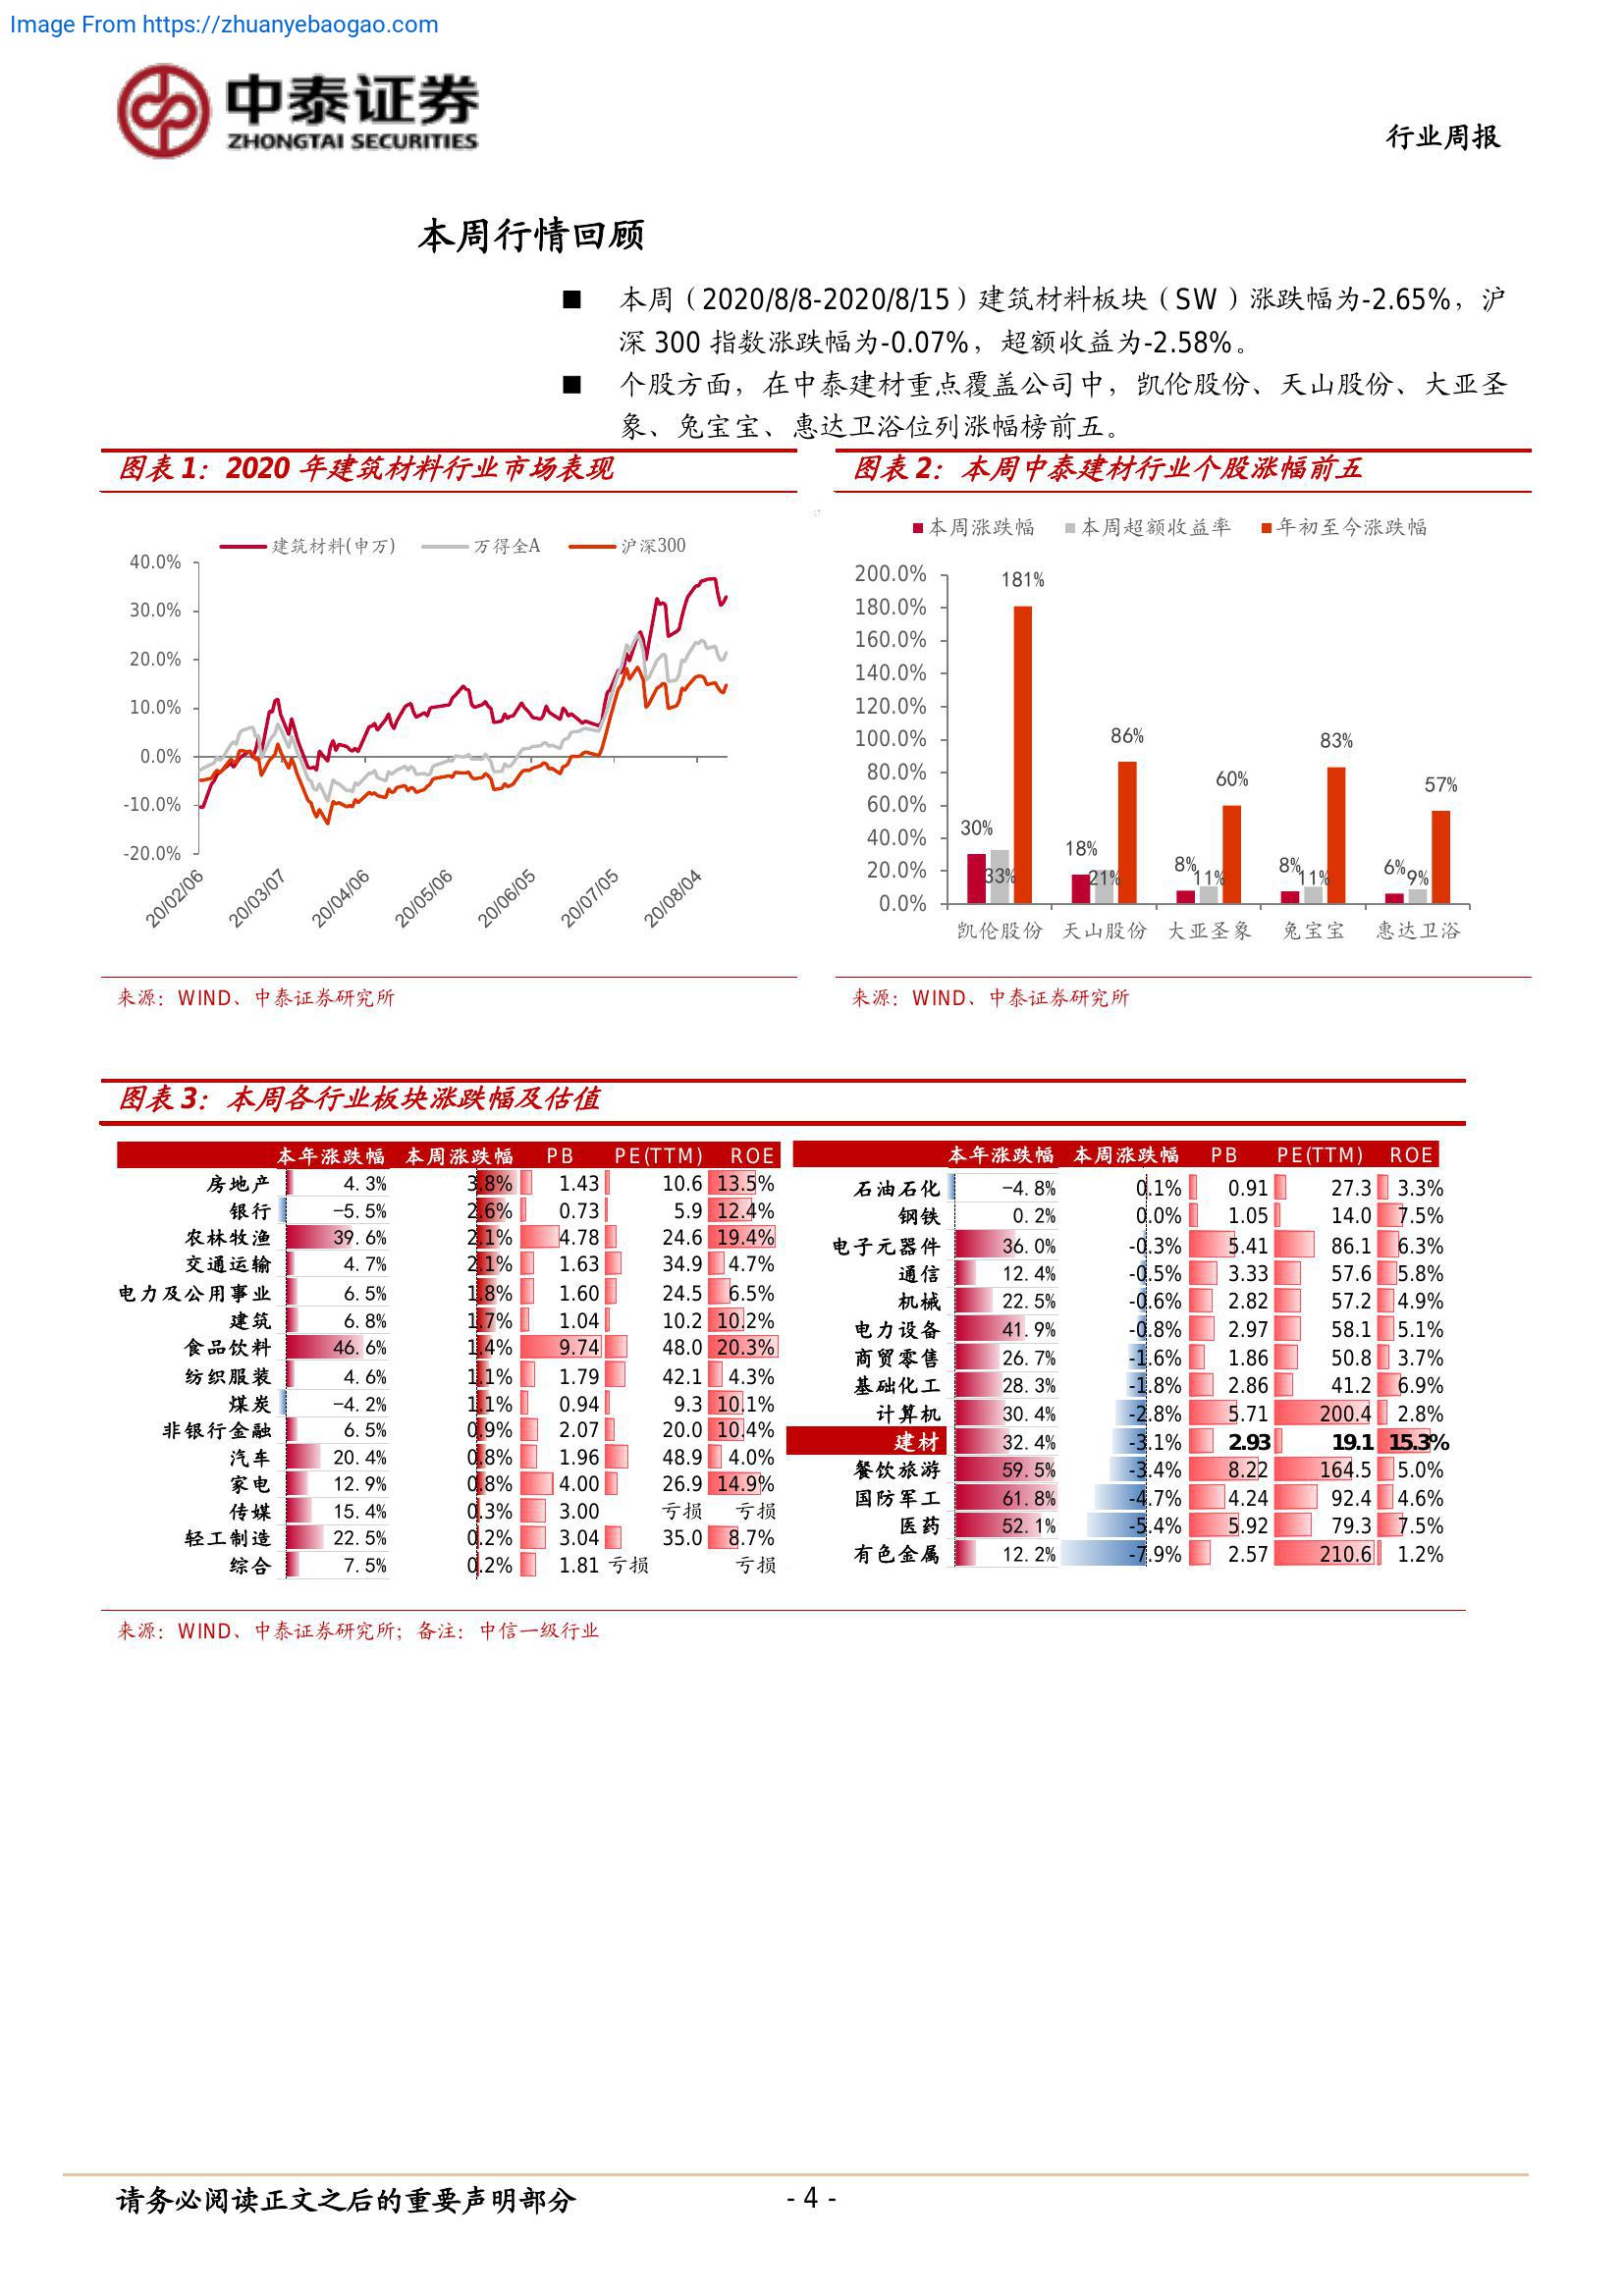 Image From https://zhuanyebaogao.com
中泰证券
ZHONGTAI SECURITIES
行业周报
本周行情回顾
■ 本周（2020/8/8-2020/8/15）建筑材料板块（SW）涨跌幅为-2.65%，沪
深 300 指数涨跌幅为-0.07%，超额收益为-2.58%。
■ 个股方面，在中泰建材重点覆盖公司中，凯伦股份、天山股份、大亚圣
象、兔宝宝、惠达卫浴位列涨幅榜前五。
图表 1：2020 年建筑材料行业市场表现
建筑材料(申万) 万得全A 沪深300
40.0%
30.0%
20.0%
10.0%
0.0%
-10.0%
-20.0%
20/02/06 20/03/07 20/04/06 20/05/06 20/06/05 20/07/05 20/08/04
来源：WIND、中泰证券研究所
图表 2：本周中泰建材行业个股涨幅前五
本周涨跌幅 本周超额收益率 年初至今涨跌幅
200.0%
180.0%
160.0%
140.0%
120.0%
100.0%
80.0%
60.0%
40.0%
20.0%
0.0%
30% 33% 181%
18% 21% 86%
8% 11% 60%
8% 11% 83%
6% 9% 57%
凯伦股份 天山股份 大亚圣象 兔宝宝 惠达卫浴
来源：WIND、中泰证券研究所
图表 3：本周各行业板块涨跌幅及估值
本年涨跌幅 本周涨跌幅 PB PE(TTM) ROE
房地产 4.3% 3.8% 1.43 10.6 13.5%
银行 -5.5% 2.6% 0.73 5.9 12.4%
农林牧渔 39.6% 2.1% 4.78 24.6 19.4%
交通运输 4.7% 2.1% 1.63 34.9 4.7%
电力及公用事业 6.5% 1.8% 1.60 24.5 6.5%
建筑 6.8% 1.7% 1.04 10.2 10.2%
食品饮料 46.6% 1.4% 9.74 48.0 20.3%
纺织服装 4.6% 1.1% 1.79 42.1 4.3%
煤炭 -4.2% 1.1% 0.94 9.3 10.1%
非银行金融 6.5% 0.9% 2.07 20.0 10.4%
汽车 20.4% 0.8% 1.96 48.9 4.0%
家电 12.9% 0.8% 4.00 26.9 14.9%
传媒 15.4% 0.3% 3.00 亏损 亏损
轻工制造 22.5% 0.2% 3.04 35.0 8.7%
综合 7.5% 0.2% 1.81 亏损 亏损
本年涨跌幅 本周涨跌幅 PB PE(TTM) ROE
石油石化 -4.8% 0.1% 0.91 27.3 3.3%
钢铁 0.2% 0.0% 1.05 14.0 7.5%
电子元器件 36.0% -0.3% 5.41 86.1 6.3%
通信 12.4% -0.5% 3.33 57.6 5.8%
机械 22.5% -0.6% 2.82 57.2 4.9%
电力设备 41.9% -0.8% 2.97 58.1 5.1%
商贸零售 26.7% -1.6% 1.86 50.8 3.7%
基础化工 28.3% -1.8% 2.86 41.2 6.9%
计算机 30.4% -2.8% 5.71 200.4 2.8%
建材 32.4% -3.1% 2.93 19.1 15.3%
餐饮旅游 59.5% -3.4% 8.22 164.5 5.0%
国防军工 61.8% -4.7% 4.24 92.4 4.6%
医药 52.1% -5.4% 5.92 79.3 7.5%
有色金属 12.2% -7.9% 2.57 210.6 1.2%
来源：WIND、中泰证券研究所；备注：中信一级行业
请务必阅读正文之后的重要声明部分
- 4 -